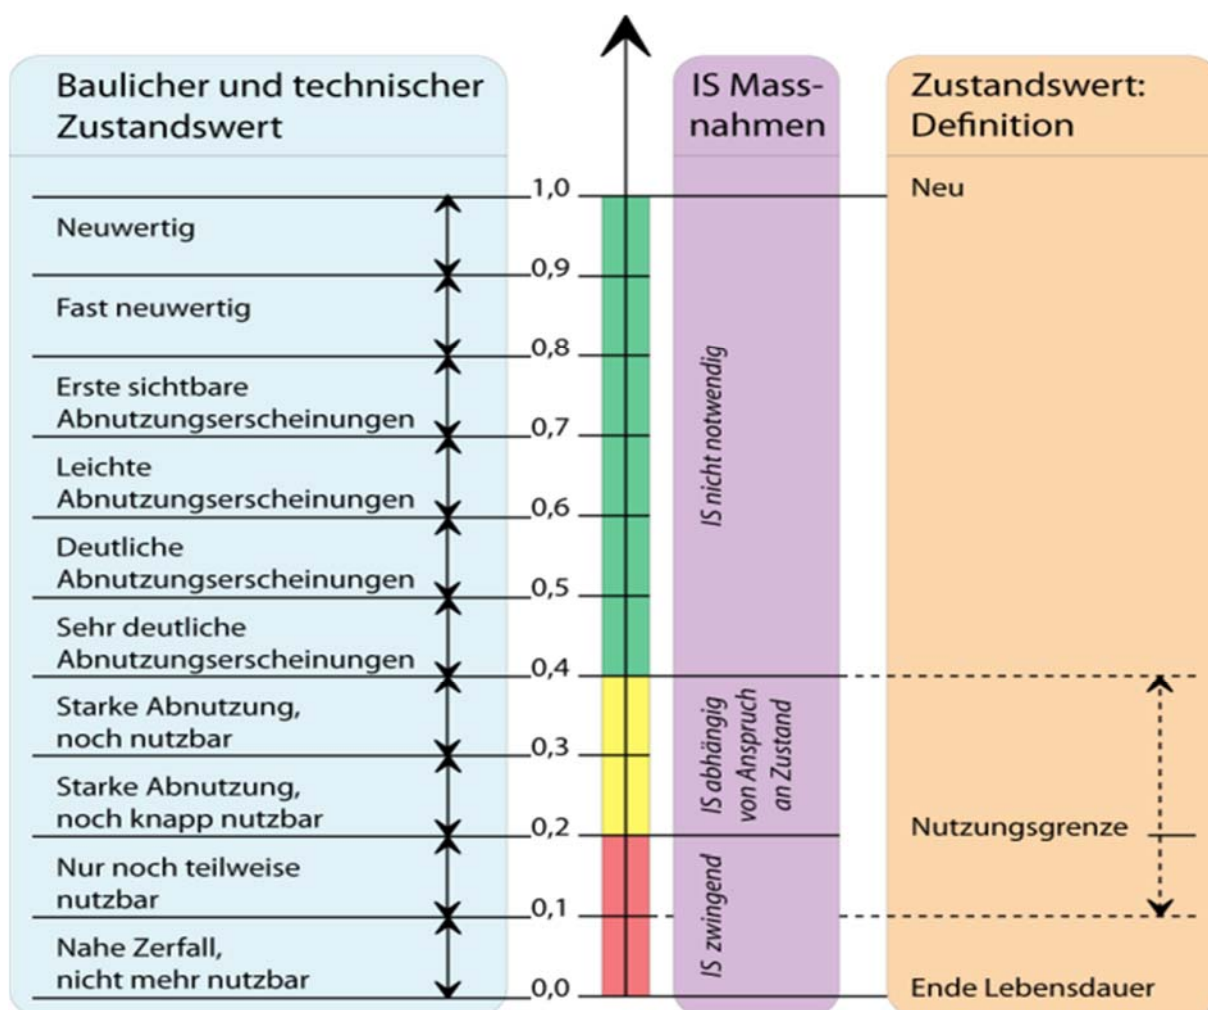 Baulicher und technischer
Zustandswert
IS Mass-
nahmen
Zustandswert:
Definition
1,0
Neu
Neuwertig
0,9
Fast neuwertig
0,8
Erste sichtbare
Abnutzungserscheinungen
0,7
Leichte
Abnutzungserscheinungen
0,6
Deutliche
Abnutzungserscheinungen
0,5
Sehr deutliche
Abnutzungserscheinungen
0,4
IS nicht notwendig
Starke Abnutzung,
noch nutzbar
0,3
Starke Abnutzung,
noch knapp nutzbar
0,2
IS abhängig
von Anspruch
an Zustand
Nutzungsgrenze
Nur noch teilweise
nutzbar
0,1
Nahe Zerfall,
nicht mehr nutzbar
0,0
IS zwingend
Ende Lebensdauer